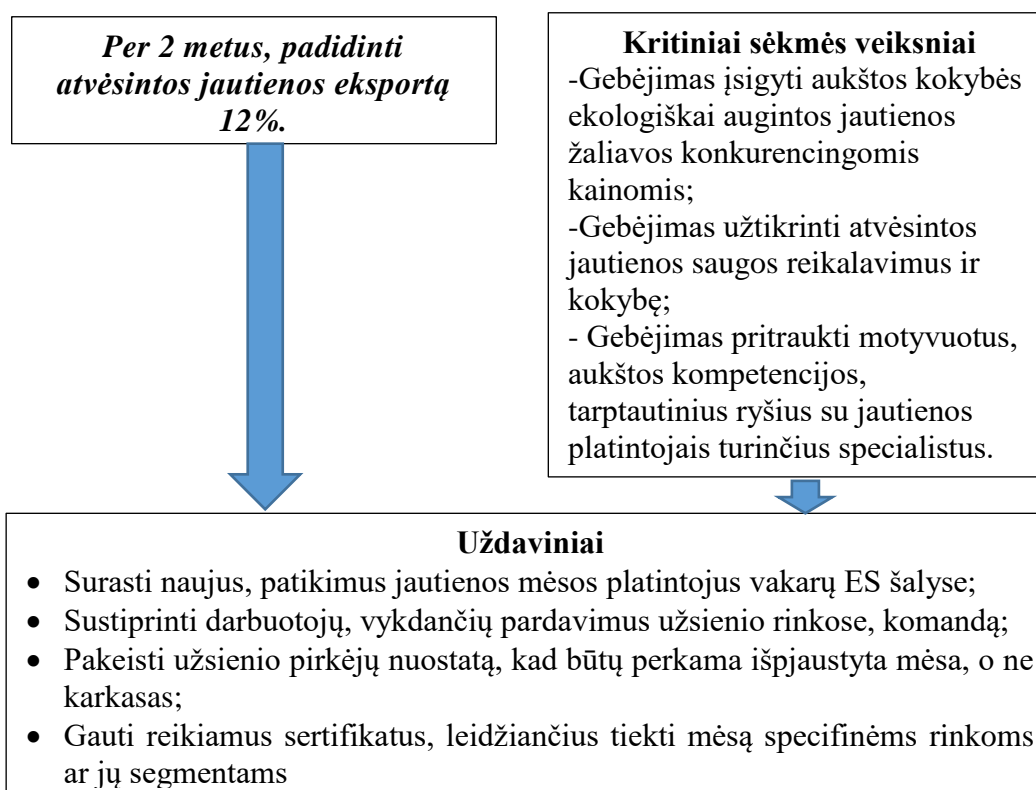 Per 2 metus, padidinti
atvėsintos jautienos eksportą
12%.
Kritiniai sėkmės veiksniai
-Gebėjimas įsigyti aukštos kokybės
ekologiškai augintos jautienos
žaliavos konkurencingomis
kainomis;
-Gebėjimas užtikrinti atvėsintos
jautienos saugos reikalavimus ir
kokybę;
- Gebėjimas pritraukti motyvuotus,
aukštos kompetencijos,
tarptautinius ryšius su jautienos
platintojais turinčius specialistus.
Uždaviniai
• Surasti naujus, patikimus jautienos mėsos platintojus vakarų ES šalyse;
• Sustiprinti darbuotojų, vykdančių pardavimus užsienio rinkose, komandą;
• Pakeisti užsienio pirkėjų nuostatą, kad būtų perkama išpjaustyta mėsa, o ne
karkasas;
• Gauti reikiamus sertifikatus, leidžiančius tiekti mėsą specifinėms rinkoms
ar jų segmentams